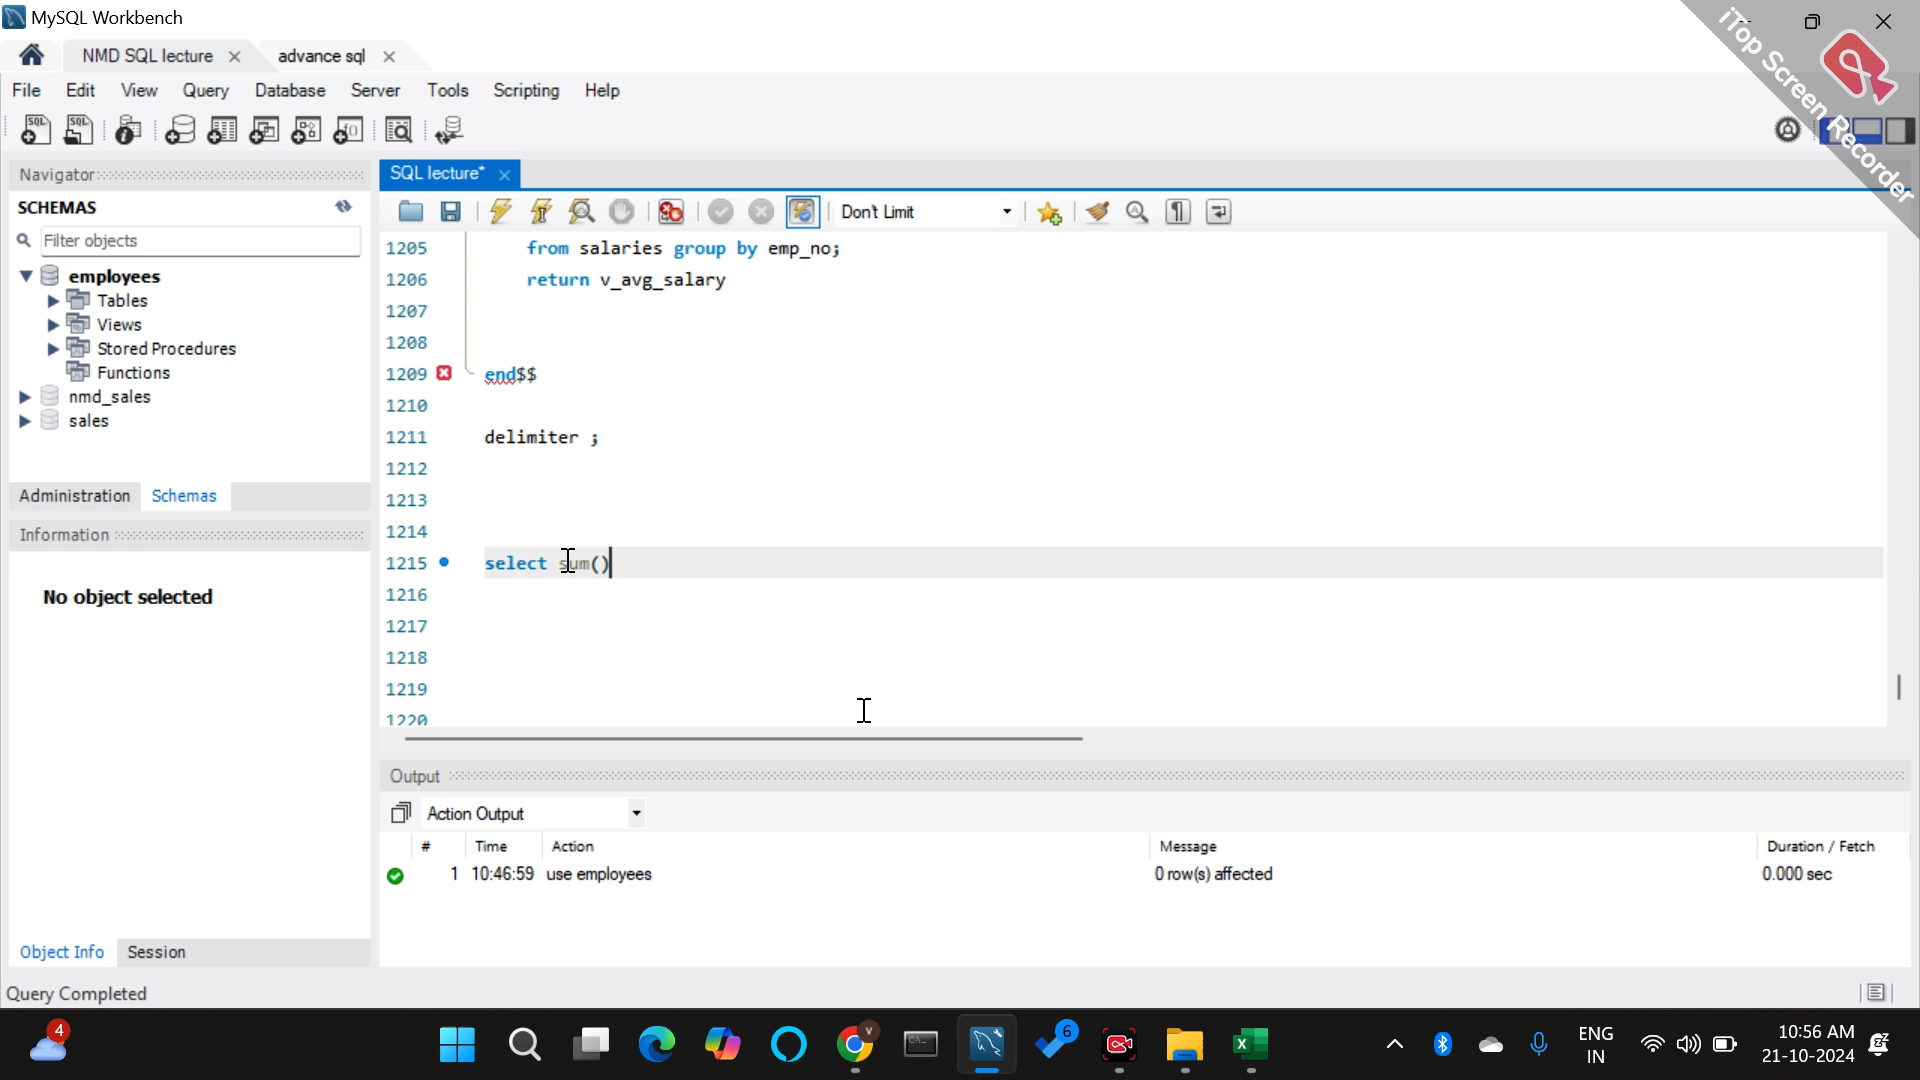 MySQL Workbench
iTop Screen Recorder
NMD SQL lecture
advance sql
File Edit View Query Database Server Tools Scripting Help
Navigator
SQL lecture*
SCHEMAS
Filter objects
Don't Limit
employees
Tables
Views
Stored Procedures
Functions
nmd_sales
sales
Administration Schemas
Information
No object selected
Object Info Session
1205 from salaries group by emp_no;
1206 return v_avg_salary
1207
1208
1209 end$$
1210
1211 delimiter ;
1212
1213
1214
1215 select sum()
1216
1217
1218
1219
1220
Output
Action Output
# Time Action Message Duration / Fetch
1 10:46:59 use employees 0 row(s) affected 0.000 sec
Query Completed
4
V
6
ENG
IN
10:56 AM
21-10-2024